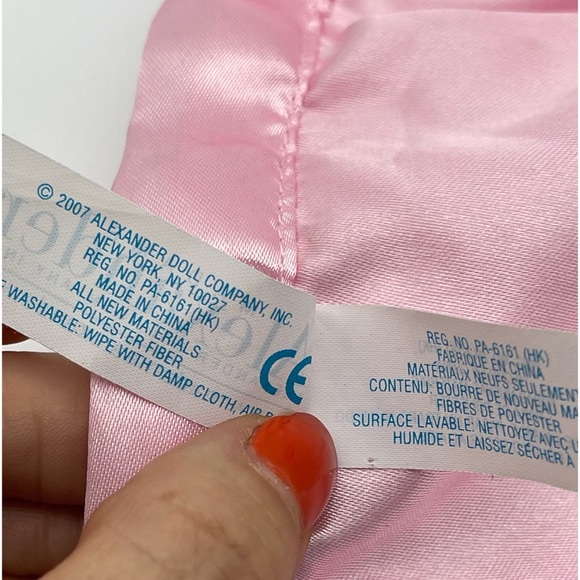 © 2007 ALEXANDER DOLL COMPANY, INC.
NEW YORK, NY 10027
REG. NO. PA-6161(HK)
MADE IN CHINA
ALL NEW MATERIALS
POLYESTER FIBER
WASHABLE: WIPE WITH DAMP CLOTH, AIR
CE
REG. NO. PA-6161 (HK)
FABRIQUE EN CHINA
MATÉRIAUX NEUFS SEULEMENT
CONTENU: BOURRE DE NOUVEAU
FIBRES DE POLYESTER
SURFACE LAVABLE: NETTOYEZ AVEC
HUMIDE ET LAISSEZ SÉCHER À